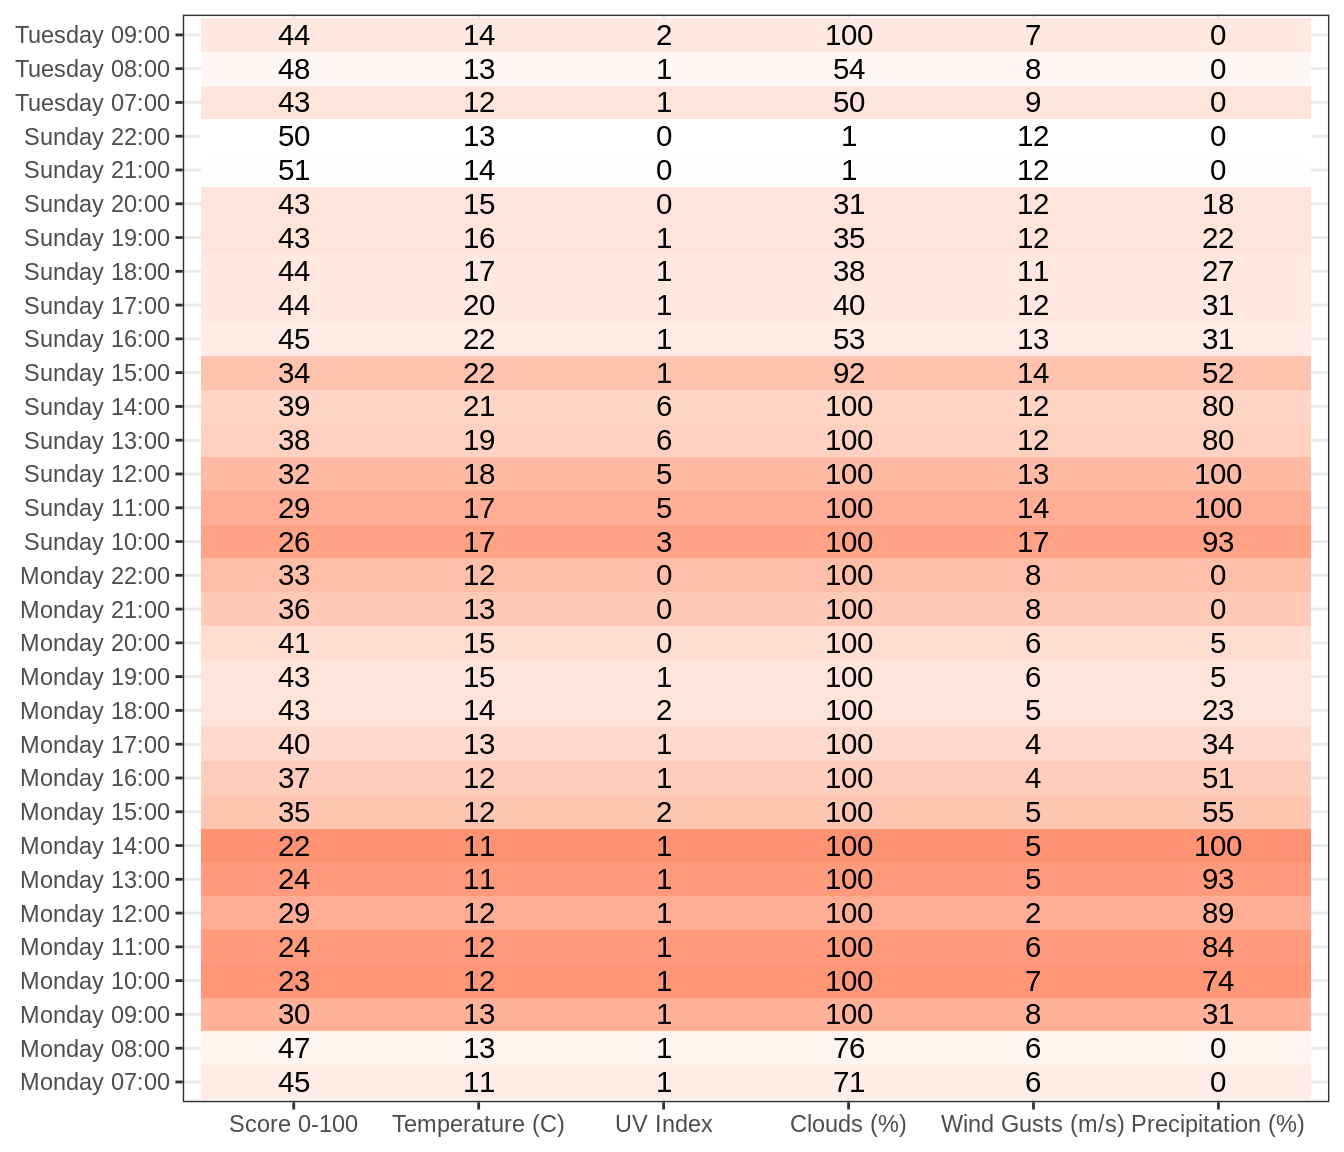 Tuesday 09:00 44 14 2 100 7 0
Tuesday 08:00 48 13 1 54 8 0
Tuesday 07:00 43 12 1 50 9 0
Sunday 22:00 50 13 0 1 12 0
Sunday 21:00 51 14 0 1 12 0
Sunday 20:00 43 15 0 31 12 18
Sunday 19:00 43 16 1 35 12 22
Sunday 18:00 44 17 1 38 11 27
Sunday 17:00 44 20 1 40 12 31
Sunday 16:00 45 22 1 53 13 31
Sunday 15:00 34 22 1 92 14 52
Sunday 14:00 39 21 6 100 12 80
Sunday 13:00 38 19 6 100 12 80
Sunday 12:00 32 18 5 100 13 100
Sunday 11:00 29 17 5 100 14 100
Sunday 10:00 26 17 3 100 17 93
Monday 22:00 33 12 0 100 8 0
Monday 21:00 36 13 0 100 8 0
Monday 20:00 41 15 0 100 6 5
Monday 19:00 43 15 1 100 6 5
Monday 18:00 43 14 2 100 5 23
Monday 17:00 40 13 1 100 4 34
Monday 16:00 37 12 1 100 4 51
Monday 15:00 35 12 2 100 5 55
Monday 14:00 22 11 1 100 5 100
Monday 13:00 24 11 1 100 5 93
Monday 12:00 29 12 1 100 2 89
Monday 11:00 24 12 1 100 6 84
Monday 10:00 23 12 1 100 7 74
Monday 09:00 30 13 1 100 8 31
Monday 08:00 47 13 1 76 6 0
Monday 07:00 45 11 1 71 6 0
Score 0-100 Temperature (C) UV Index Clouds (%) Wind Gusts (m/s) Precipitation (%)